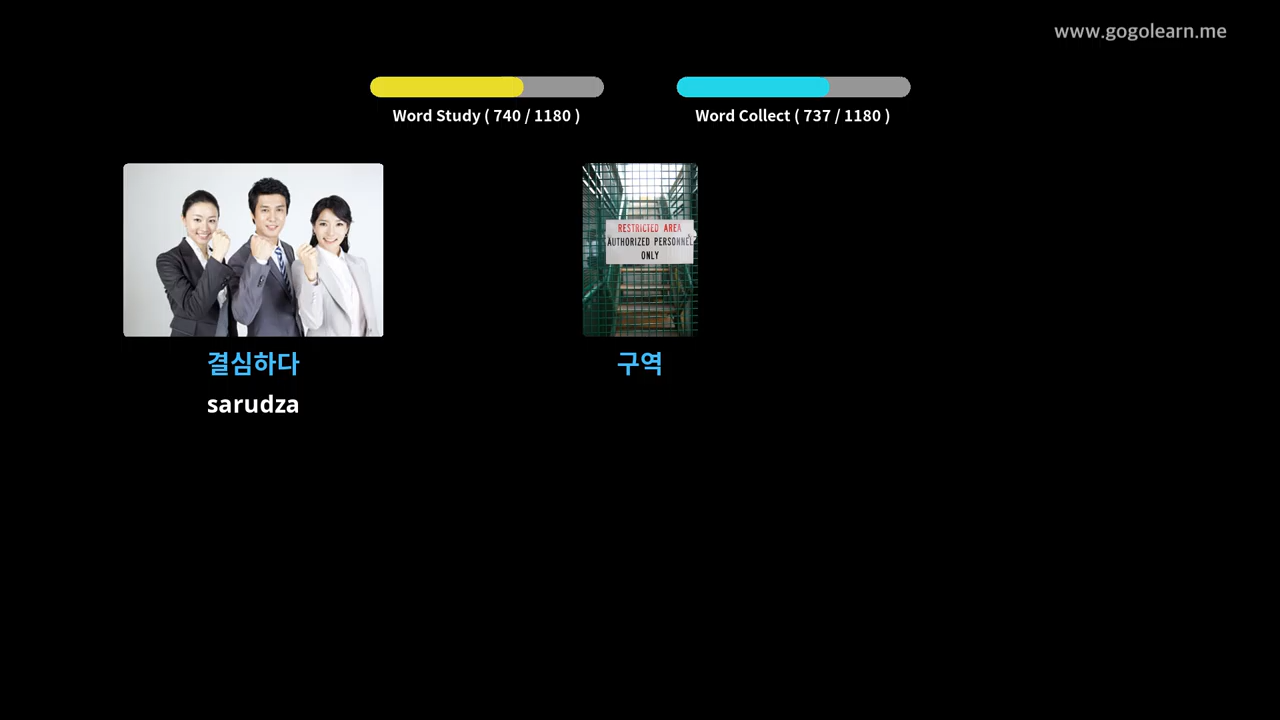 www.gogolearn.me
Word Study ( 740 / 1180 )
Word Collect ( 737 / 1180 )
RESTRICTED AREA
AUTHORIZED PERSONNEL
ONLY
결심하다
구역
sarudza